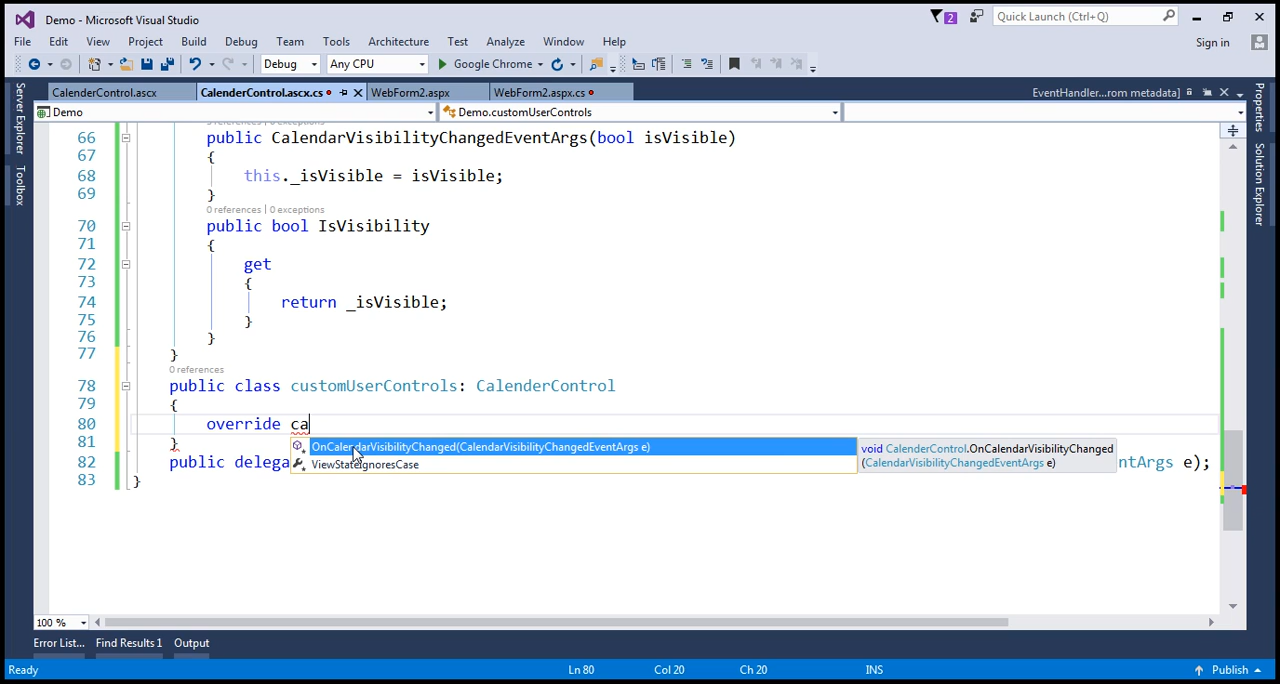 Demo - Microsoft Visual Studio
2
Quick Launch (Ctrl+Q)
File Edit View Project Build Debug Team Tools Architecture Test Analyze Window Help
Sign in
Debug Any CPU Google Chrome
CalenderControl.ascx CalenderControl.ascx.cs WebForm2.aspx WebForm2.aspx.cs EventHandler...rom metadata]
Demo Demo.customUserControls
Server Explorer
Toolbox
Properties
Solution Explorer
66 public CalendarVisibilityChangedEventArgs(bool isVisible)
67 {
68 this._isVisible = isVisible;
69 }
0 references | 0 exceptions
70 public bool IsVisibility
71 {
72 get
73 {
74 return _isVisible;
75 }
76 }
77 }
0 references
78 public class customUserControls: CalenderControl
79 {
80 override ca
OnCalendarVisibilityChanged(CalendarVisibilityChangedEventArgs e)
void CalenderControl.OnCalendarVisibilityChanged
(CalendarVisibilityChangedEventArgs e)
ViewStateIgnoresCase
81 }
82 public delega ntArgs e);
83 }
100 %
Error List... Find Results 1 Output
Ready Ln 80 Col 20 Ch 20 INS Publish